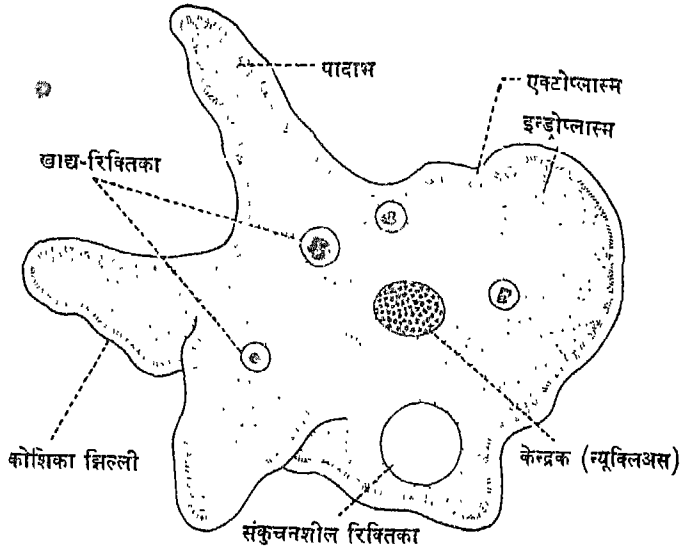 पादाभ
एक्टोप्लास्म
इन्ड्रोप्लास्म
खाद्य-रिक्तिका
कोशिका झिल्ली
केन्द्रक (न्यूक्लिअस)
संकुचनशील रिक्तिका